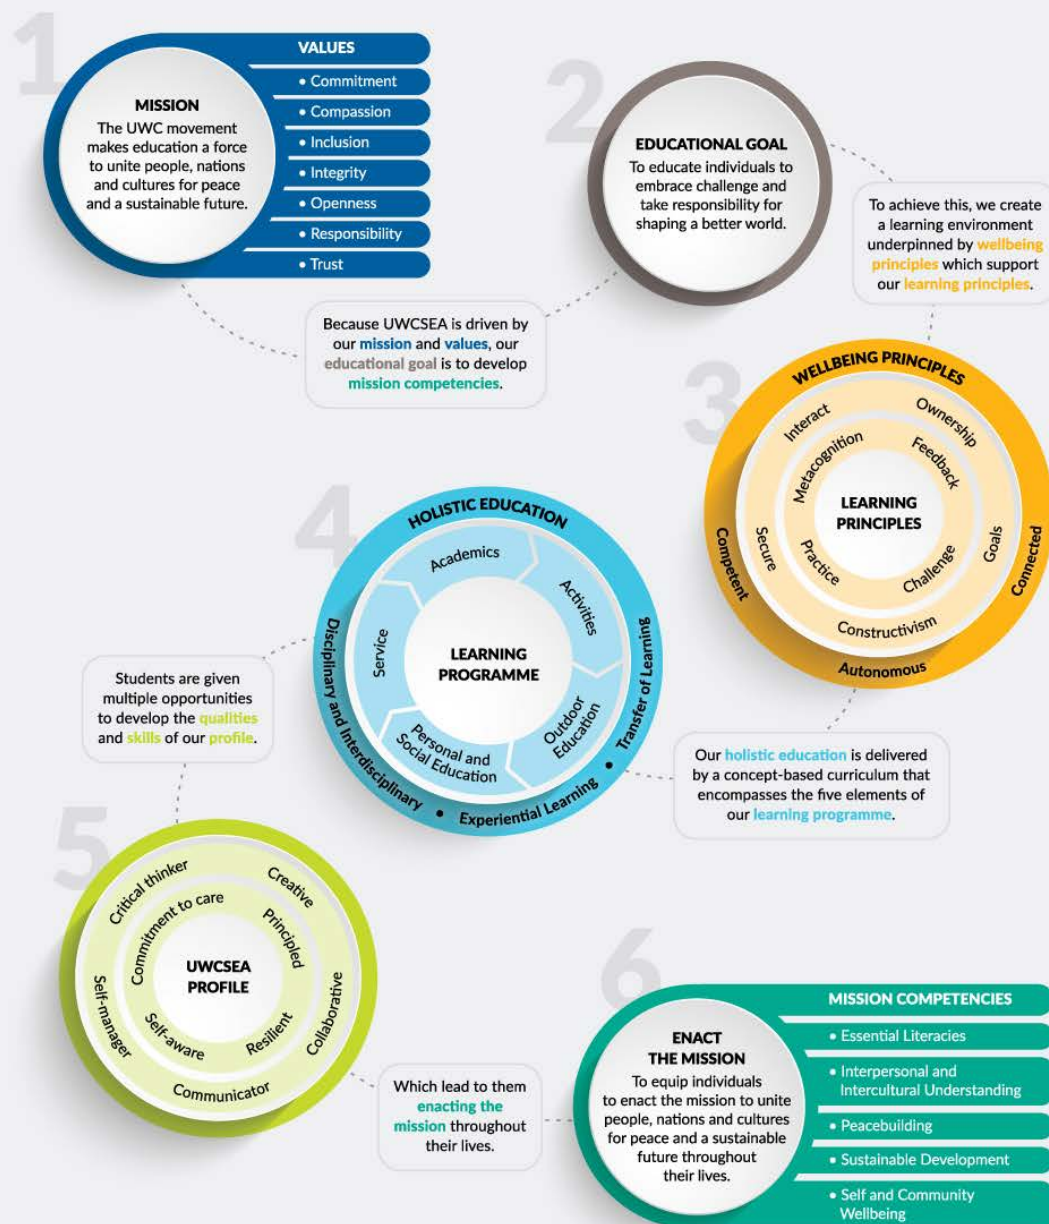 1
MISSION
The UWC movement
makes education a force
to unite people, nations
and cultures for peace
and a sustainable future.
VALUES
• Commitment
• Compassion
• Inclusion
• Integrity
• Openness
• Responsibility
• Trust
Because UWCSEA is driven by
our mission and values, our
educational goal is to develop
mission competencies.
2
EDUCATIONAL GOAL
To educate individuals to
embrace challenge and
take responsibility for
shaping a better world.
To achieve this, we create
a learning environment
underpinned by wellbeing
principles which support
our learning principles.
3
WELLBEING PRINCIPLES
Connected
Autonomous
Competent
Interact
Ownership
Goals
Constructivism
Secure
Metacognition
Feedback
Challenge
Practice
LEARNING
PRINCIPLES
Our holistic education is delivered
by a concept-based curriculum that
encompasses the five elements of
our learning programme.
4
HOLISTIC EDUCATION
Disciplinary and Interdisciplinary • Experiential Learning • Transfer of Learning
Academics
Activities
Outdoor
Education
Personal and
Social Education
Service
LEARNING
PROGRAMME
Students are given
multiple opportunities
to develop the qualities
and skills of our profile.
5
Critical thinker
Creative
Collaborative
Communicator
Self-manager
Commitment to care
Principled
Resilient
Self-aware
UWCSEA
PROFILE
Which lead to them
enacting the
mission throughout
their lives.
6
ENACT
THE MISSION
To equip individuals
to enact the mission to unite
people, nations and cultures
for peace and a sustainable
future throughout
their lives.
MISSION COMPETENCIES
• Essential Literacies
• Interpersonal and
Intercultural Understanding
• Peacebuilding
• Sustainable Development
• Self and Community
Wellbeing